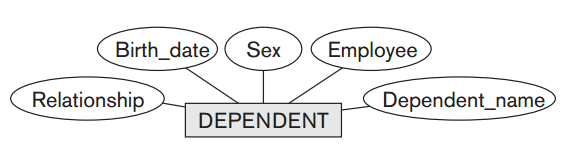 Birth_date Sex Employee
Relationship Dependent_name
DEPENDENT